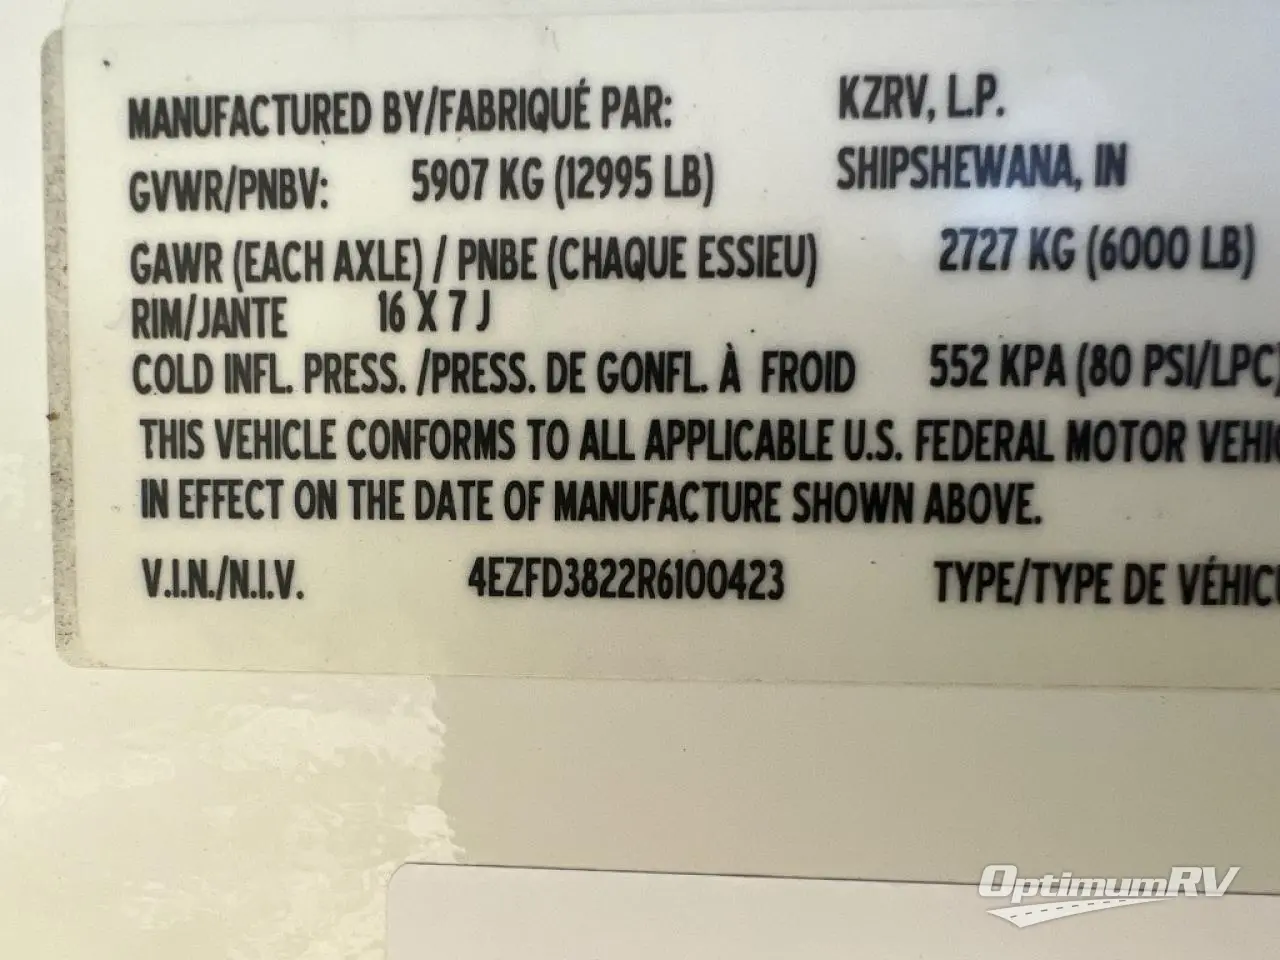 MANUFACTURED BY/FABRIQUÉ PAR: KZRV, L.P.
GVWR/PNBV: 5907 KG (12995 LB) SHIPSHEWANA, IN
GAWR (EACH AXLE) / PNBE (CHAQUE ESSIEU) 2727 KG (6000 LB)
RIM/JANTE 16 X 7 J
COLD INFL. PRESS. /PRESS. DE GONFL. À FROID 552 KPA (80 PSI/LPC)
THIS VEHICLE CONFORMS TO ALL APPLICABLE U.S. FEDERAL MOTOR VEHIC
IN EFFECT ON THE DATE OF MANUFACTURE SHOWN ABOVE.
V.I.N./N.I.V. 4EZFD3822R6100423 TYPE/TYPE DE VÉHICU
OptimumRV